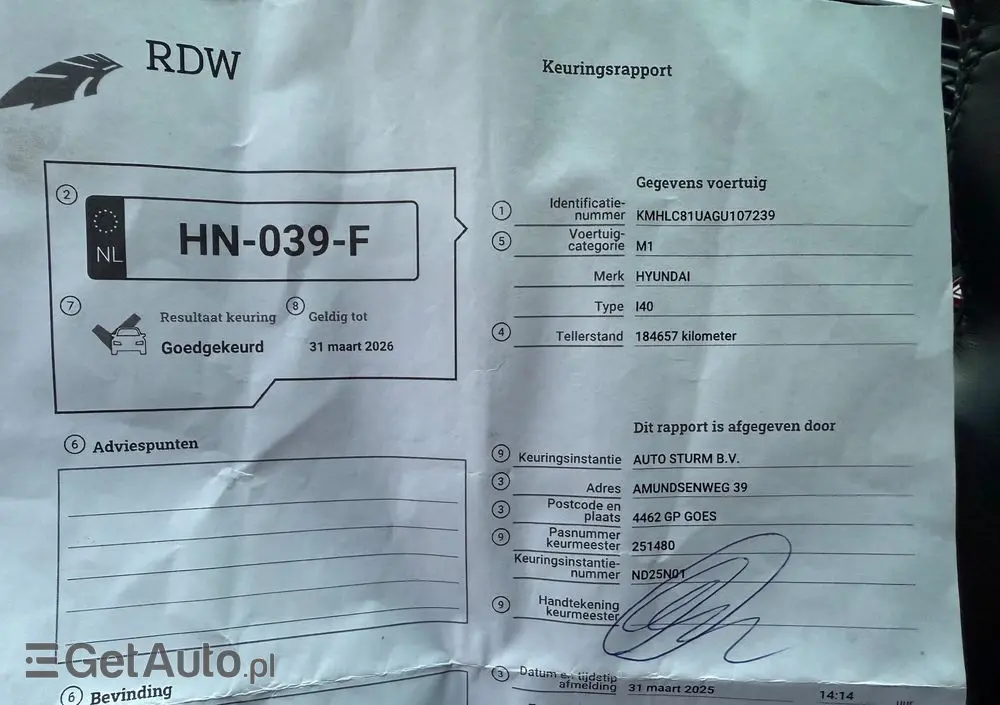 RDW
Keuringsrapport
2
NL
HN-039-F
7
Resultaat keuring
Goedgekeurd
8
Geldig tot
31 maart 2026
6 Adviespunten
Gegevens voertuig
1 Identificatie-
nummer KMHLC81UAGU107239
5 Voertuig-
categorie M1
Merk HYUNDAI
Type I40
4 Tellerstand 184657 kilometer
Dit rapport is afgegeven door
9 Keuringsinstantie AUTO STURM B.V.
3 Adres AMUNDSENWEG 39
3 Postcode en
plaats 4462 GP GOES
9 Pasnummer
keurmeester 251480
Keuringsinstantie-
nummer ND25N01
9 Handtekening
keurmeester
3 Datum en tijdstip
afmelding 31 maart 2025 14:14 uur
6 Bevinding
GetAuto.pl